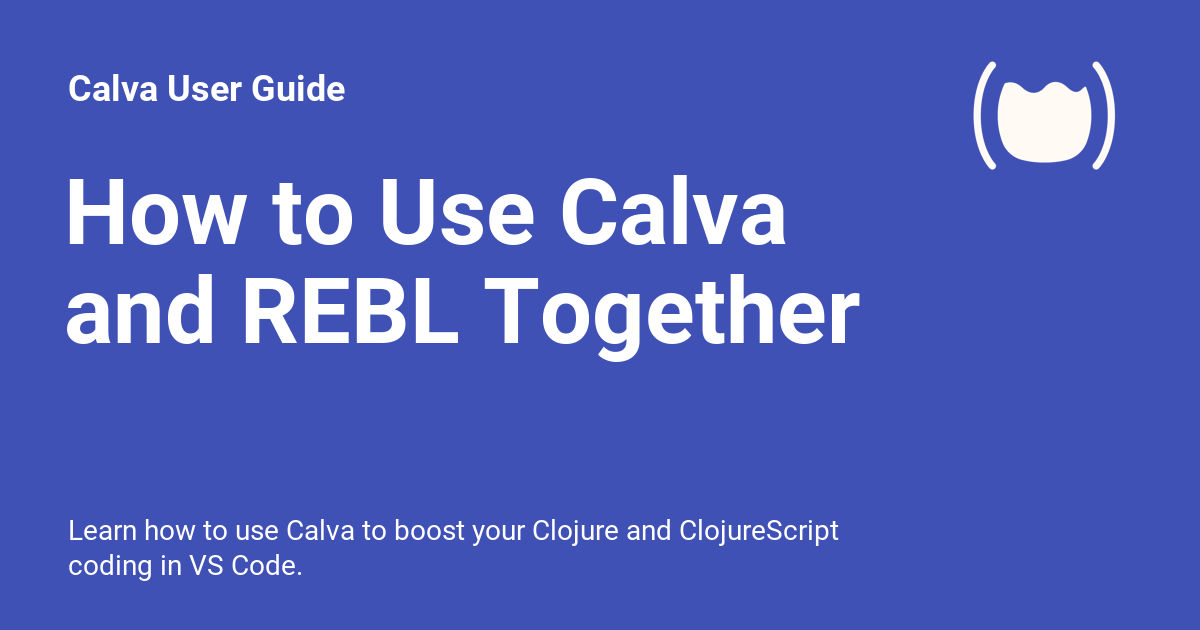 Calva User Guide
How to Use Calva
and REBL Together
Learn how to use Calva to boost your Clojure and ClojureScript
coding in VS Code.